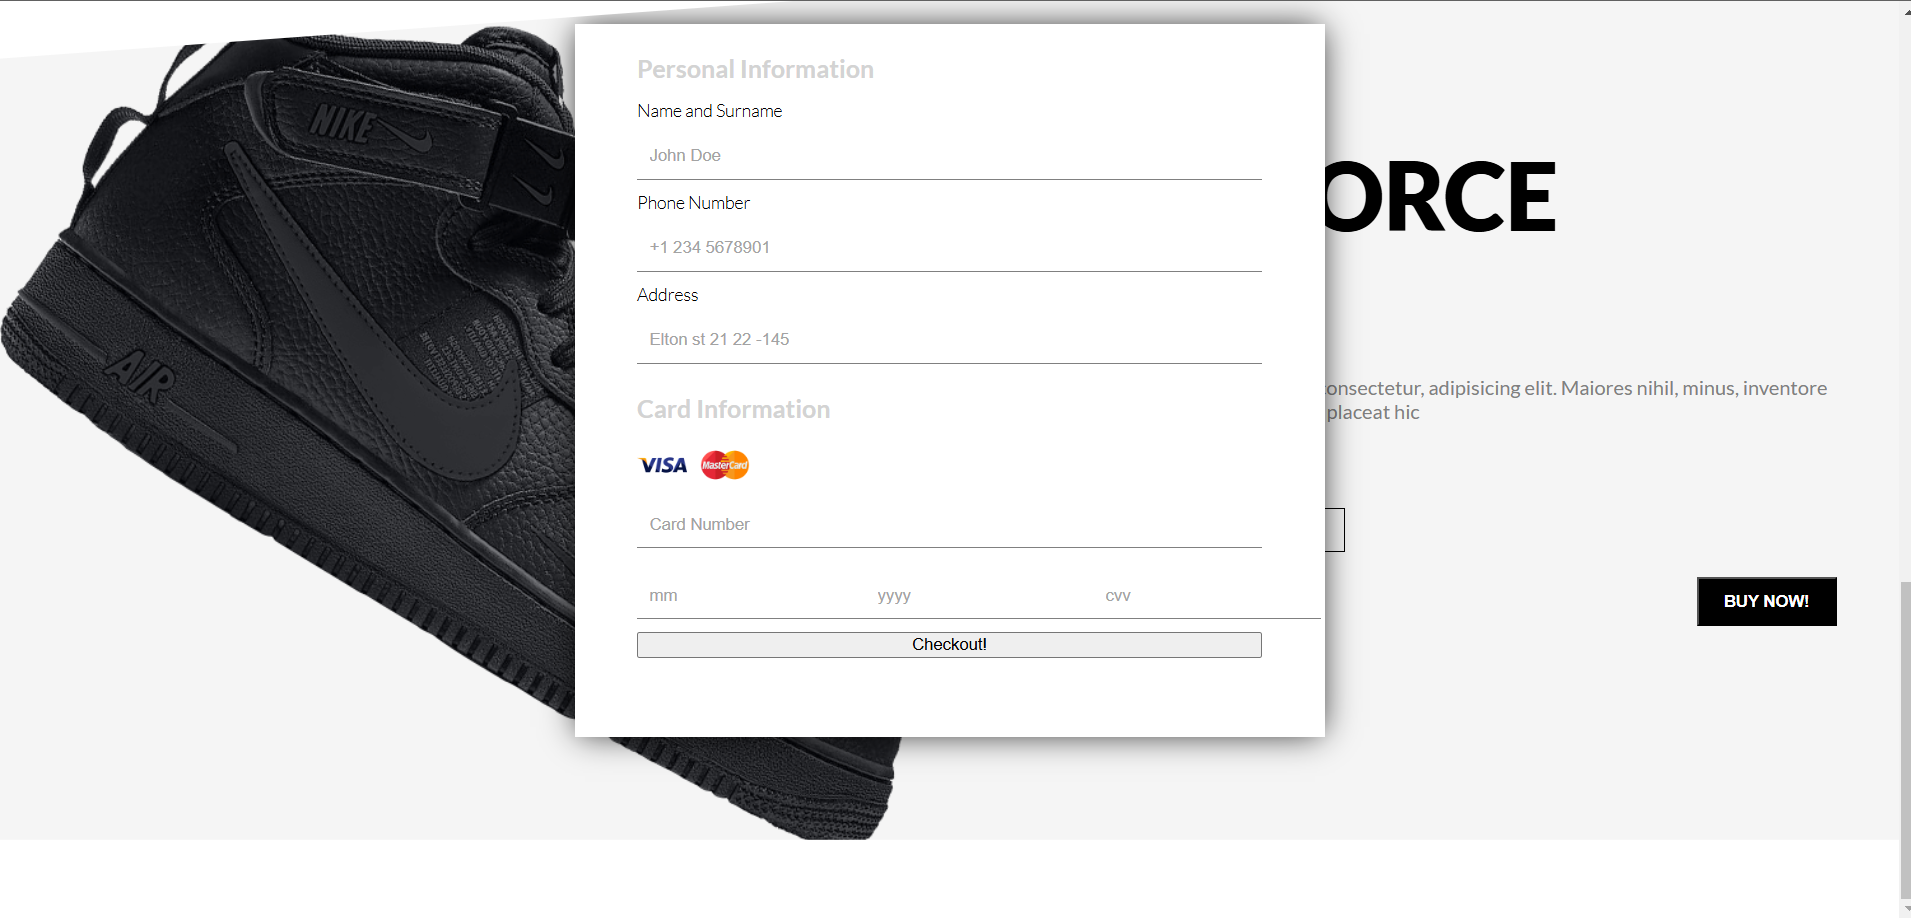 Personal Information
Name and Surname
John Doe
Phone Number
+1 234 5678901
Address
Elton st 21 22 -145
Card Information
VISA MasterCard
Card Number
mm yyyy cvv
Checkout!
NIKE
AIR
ORCE
consectetur, adipisicing elit. Maiores nihil, minus, inventore
placeat hic
BUY NOW!